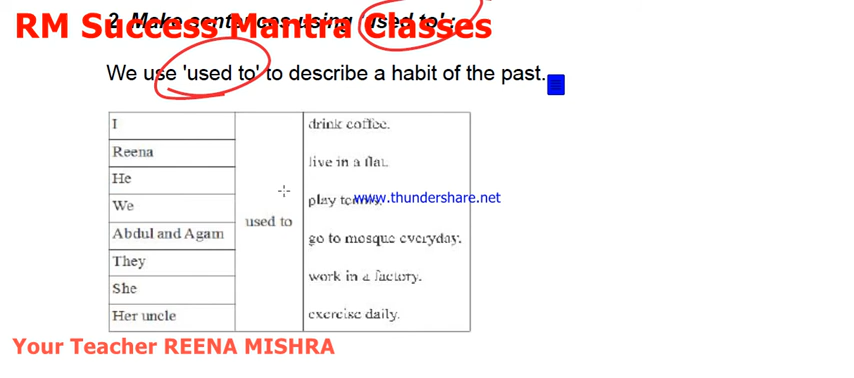 2. Make sentences using 'used to' :
RM Success Mantra Classes
We use 'used to' to describe a habit of the past.
I
Reena
He
We
Abdul and Agam
They
She
Her uncle
used to
drink coffee.
live in a flat.
play tennis.
go to mosque everyday.
work in a factory.
exercise daily.
www.thundershare.net
Your Teacher REENA MISHRA